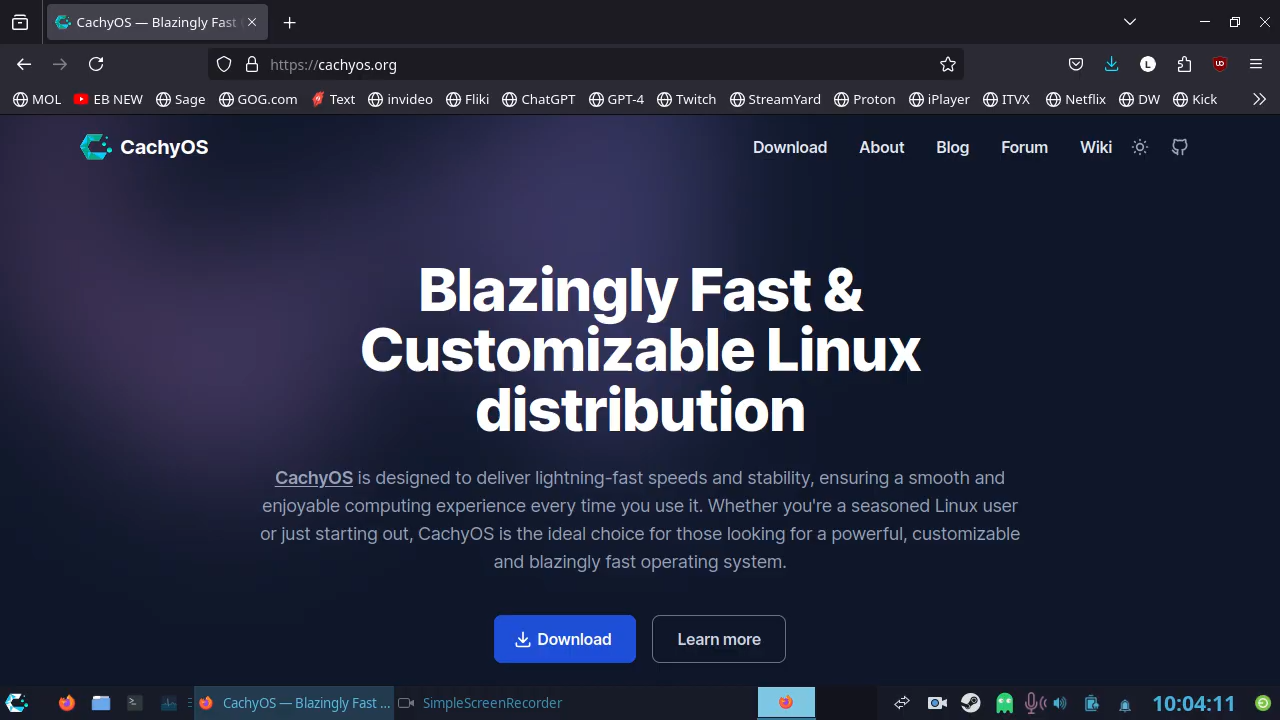 CachyOS — Blazingly Fast
https://cachyos.org
MOL
EB NEW
Sage
GOG.com
Text
invideo
Fliki
ChatGPT
GPT-4
Twitch
StreamYard
Proton
iPlayer
ITVX
Netflix
DW
Kick
CachyOS
Download
About
Blog
Forum
Wiki
Blazingly Fast &
Customizable Linux
distribution
CachyOS is designed to deliver lightning-fast speeds and stability, ensuring a smooth and
enjoyable computing experience every time you use it. Whether you're a seasoned Linux user
or just starting out, CachyOS is the ideal choice for those looking for a powerful, customizable
and blazingly fast operating system.
Download
Learn more
CachyOS — Blazingly Fast ...
SimpleScreenRecorder
10:04:11